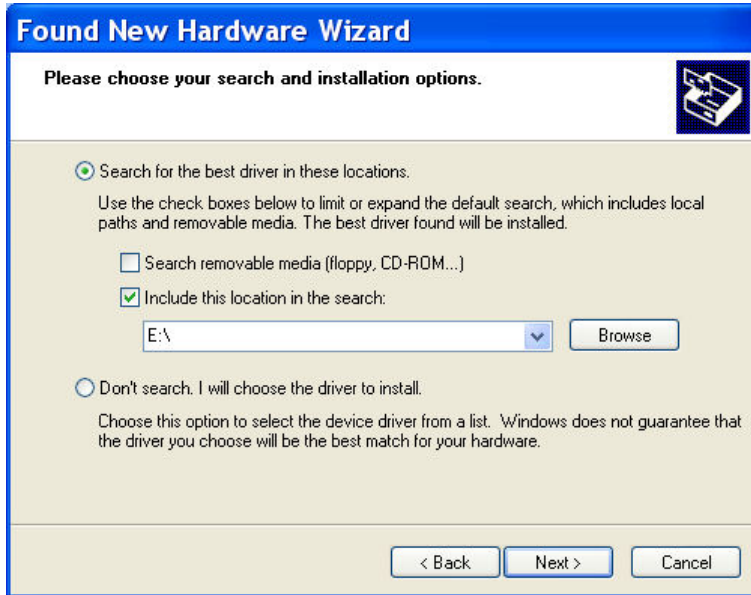 Found New Hardware Wizard
Please choose your search and installation options.
Search for the best driver in these locations.
Use the check boxes below to limit or expand the default search, which includes local
paths and removable media. The best driver found will be installed.
Search removable media (floppy, CD-ROM...)
Include this location in the search:
E:\
Browse
Don't search. I will choose the driver to install.
Choose this option to select the device driver from a list. Windows does not guarantee that
the driver you choose will be the best match for your hardware.
< Back
Next >
Cancel